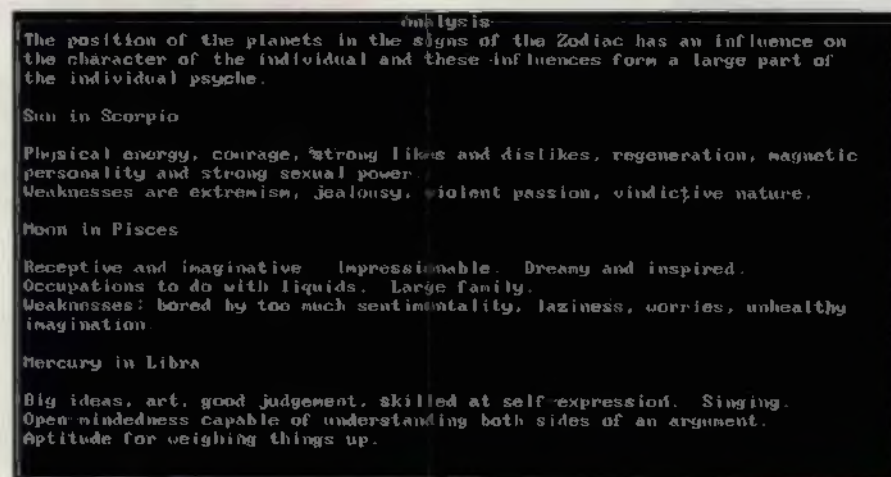 Analysis
The position of the planets in the signs of the Zodiac has an influence on
the character of the individual and these influences form a large part of
the individual psyche.
Sun in Scorpio
Physical energy, courage, strong likes and dislikes, regeneration, magnetic
personality and strong sexual power.
Weaknesses are extremism, jealousy, violent passion, vindictive nature.
Moon in Pisces
Receptive and imaginative  Impressionable.  Dreamy and inspired.
Occupations to do with liquids.  Large family.
Weaknesses: bored by too much sentimentality, laziness, worries, unhealthy
imagination.
Mercury in Libra
Big ideas, art, good judgement, skilled at self-expression.  Singing.
Open-mindedness capable of understanding both sides of an argument.
Aptitude for weighing things up.